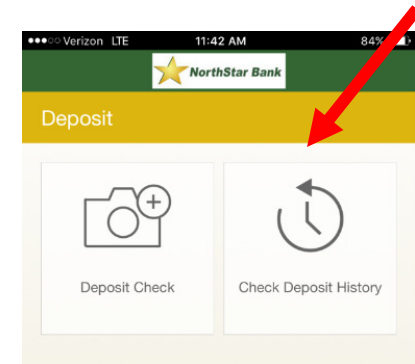 Verizon LTE 11:42 AM 84%
NorthStar Bank
Deposit
Deposit Check Check Deposit History